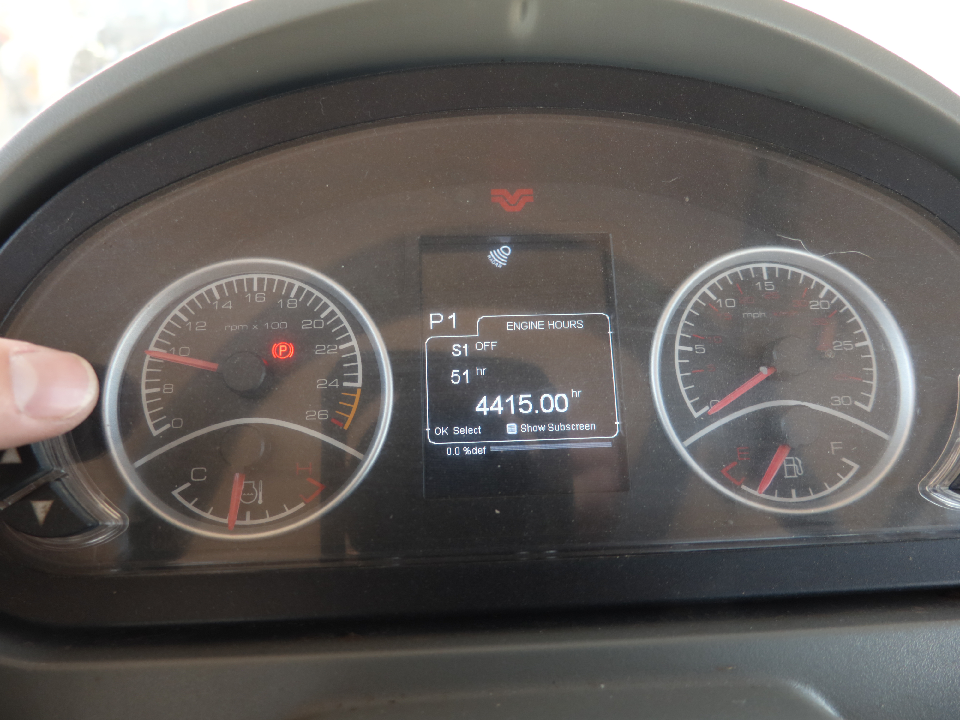 P1
ENGINE HOURS
S1 OFF
51 hr
4415.00 hr
OK Select
Show Subscreen
0.0 %def
0
8
10
12
14
16
18
20
22
24
26
rpm x 100
P
C
H
0
5
10
15
20
25
30
mph
E
F